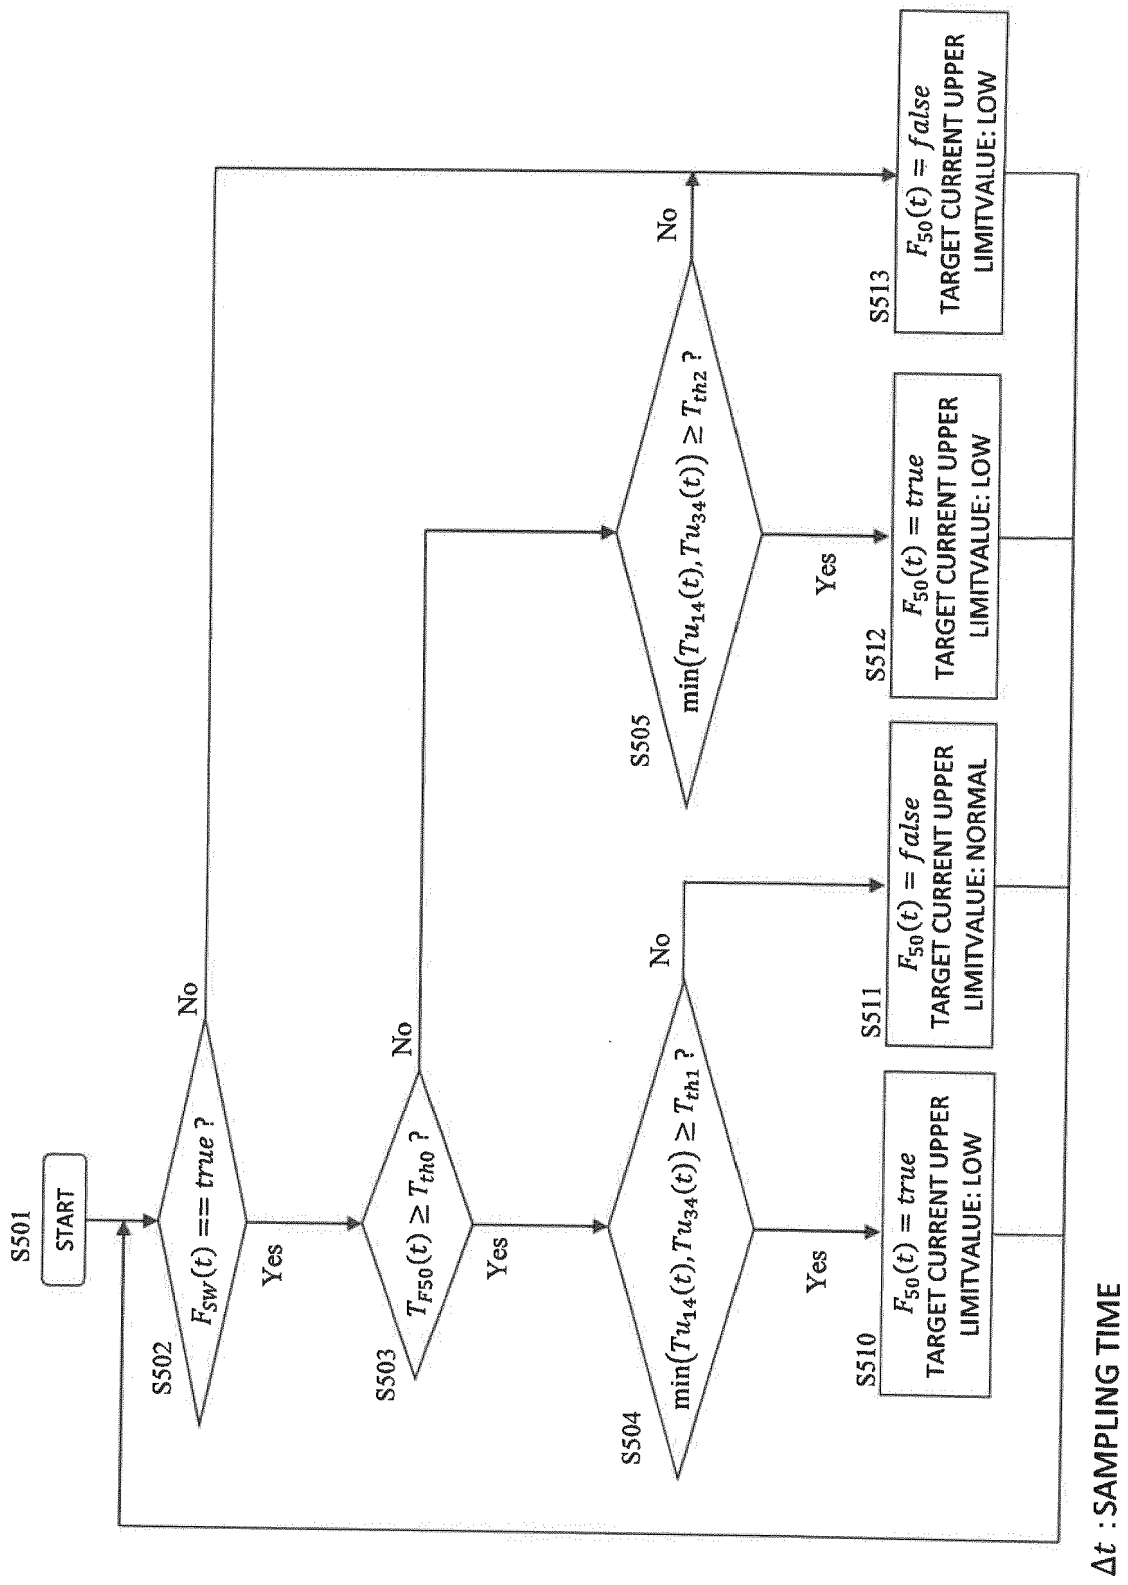 S501
START
S502
F_SW(t) == true ?
No
Yes
S503
T_F50(t) ≥ T_th0 ?
No
Yes
S504
min(Tu_14(t), Tu_34(t)) ≥ T_th1 ?
No
Yes
S505
min(Tu_14(t), Tu_34(t)) ≥ T_th2 ?
No
Yes
S510
F_50(t) = true
TARGET CURRENT UPPER
LIMITVALUE: LOW
S511
F_50(t) = false
TARGET CURRENT UPPER
LIMITVALUE: NORMAL
S512
F_50(t) = true
TARGET CURRENT UPPER
LIMITVALUE: LOW
S513
F_50(t) = false
TARGET CURRENT UPPER
LIMITVALUE: LOW
Δt : SAMPLING TIME